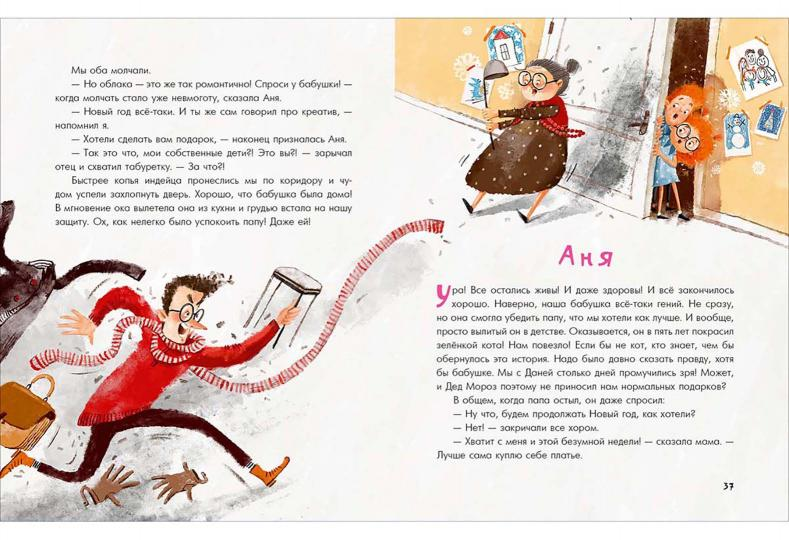 Мы оба молчали.
— Но облака — это же так романтично! Спроси у бабушки! —
когда молчать стало уже невмоготу, сказала Аня.
— Новый год всё-таки. И ты же сам говорил про креатив, —
напомнил я.
— Хотели сделать вам подарок, — наконец призналась Аня.
— Так это что, мои собственные дети?! Это вы?! — зарычал
отец и схватил табуретку. — За что?!
Быстрее копья индейца пронеслись мы по коридору и чу-
дом успели захлопнуть дверь. Хорошо, что бабушка была дома!
В мгновение ока вылетела она из кухни и грудью встала на нашу
защиту. Ох, как нелегко было успокоить папу! Даже ей!
Аня
Ура! Все остались живы! И даже здоровы! И всё закончилось
хорошо. Наверно, наша бабушка всё-таки гений. Не сразу,
но она смогла убедить папу, что мы хотели как лучше. И вообще,
просто вылитый он в детстве. Оказывается, он в пять лет покрасил
зелёнкой кота! Нам повезло! Если бы не кот, кто знает, чем бы
обернулась эта история. Надо было давно сказать правду, хотя
бы бабушке. Мы с Даней столько дней промучились зря! Может,
и Дед Мороз поэтому не приносил нам нормальных подарков?
В общем, когда папа остыл, он даже спросил:
— Ну что, будем продолжать Новый год, как хотели?
— Нет! — закричали все хором.
— Хватит с меня и этой безумной недели! — сказала мама. —
Лучше сама куплю себе платье.
37